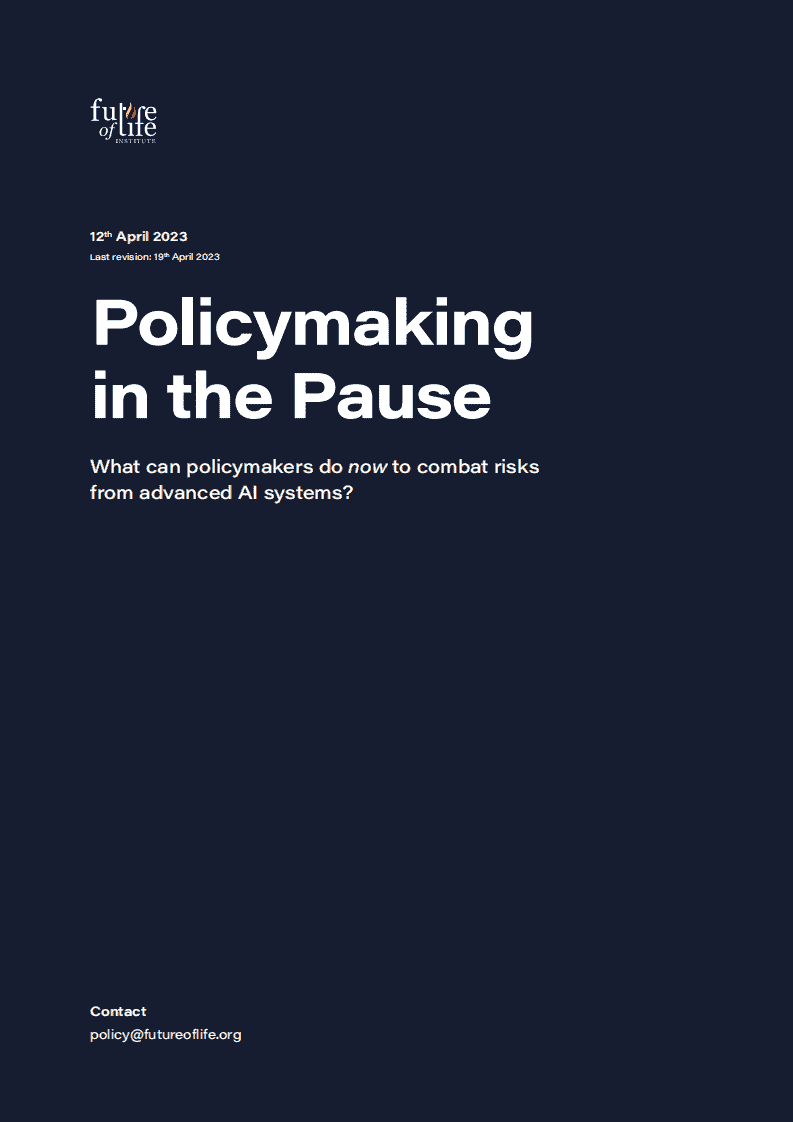 future
of life
INSTITUTE
12th April 2023
Last revision: 19th April 2023
Policymaking
in the Pause
What can policymakers do now to combat risks
from advanced AI systems?
Contact
policy@futureoflife.org